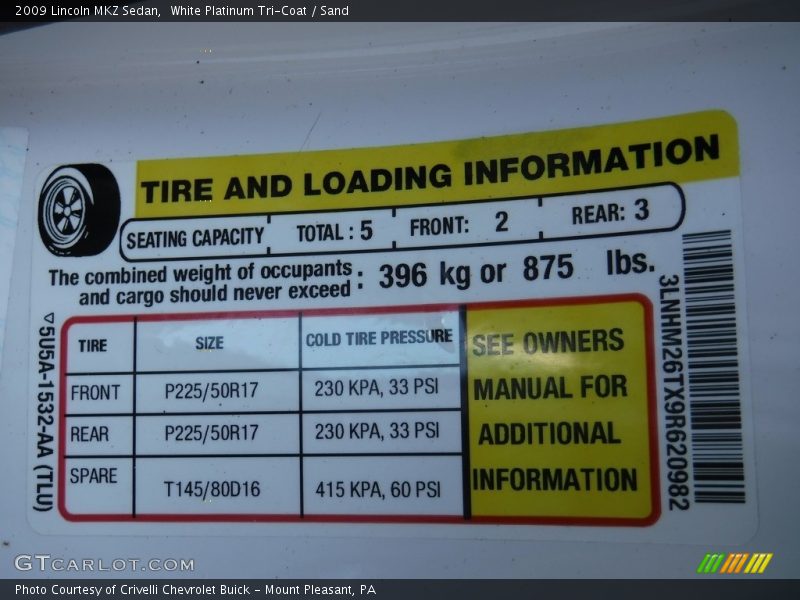 2009 Lincoln MKZ Sedan,  White Platinum Tri-Coat / Sand
TIRE AND LOADING INFORMATION
SEATING CAPACITY TOTAL : 5 FRONT: 2 REAR: 3
The combined weight of occupants
and cargo should never exceed : 396 kg or 875 lbs.
TIRE SIZE COLD TIRE PRESSURE
FRONT P225/50R17 230 KPA, 33 PSI
REAR P225/50R17 230 KPA, 33 PSI
SPARE T145/80D16 415 KPA, 60 PSI
SEE OWNERS
MANUAL FOR
ADDITIONAL
INFORMATION
5U5A-1532-AA (TLU)
3LNHM26TX9R620982
GTCARLOT.COM
Photo Courtesy of Crivelli Chevrolet Buick - Mount Pleasant, PA